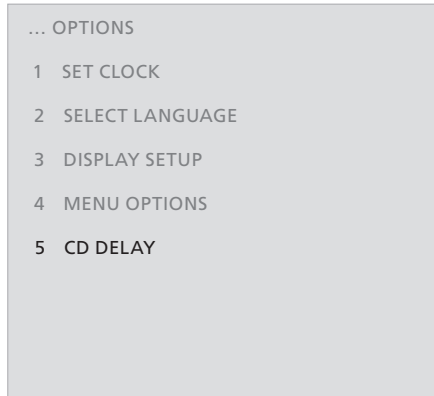 ... OPTIONS
1 SET CLOCK
2 SELECT LANGUAGE
3 DISPLAY SETUP
4 MENU OPTIONS
5 CD DELAY